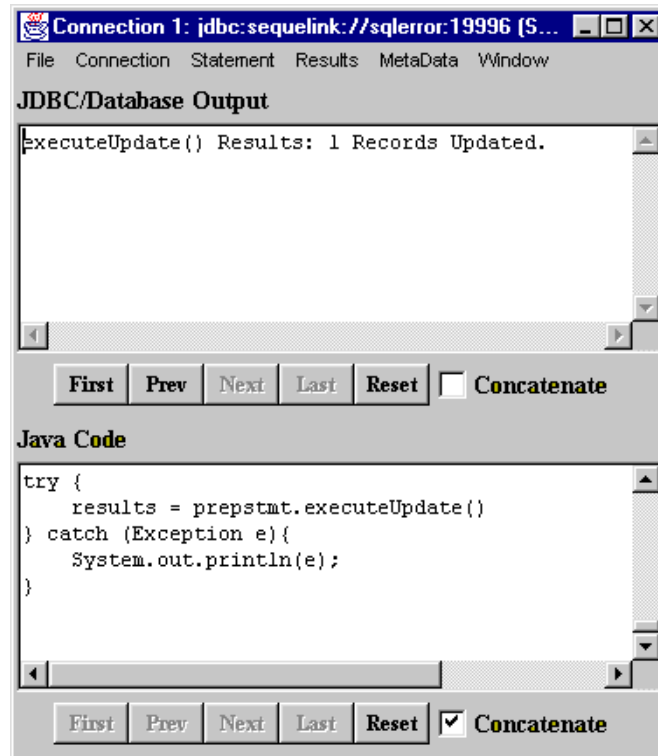 Connection 1: jdbc:sequelink://sqlerror:19996 (S...
File Connection Statement Results MetaData Window
JDBC/Database Output
executeUpdate() Results: 1 Records Updated.
First Prev Next Last Reset Concatenate
Java Code
try {
    results = prepstmt.executeUpdate()
} catch (Exception e){
    System.out.println(e);
}
First Prev Next Last Reset Concatenate